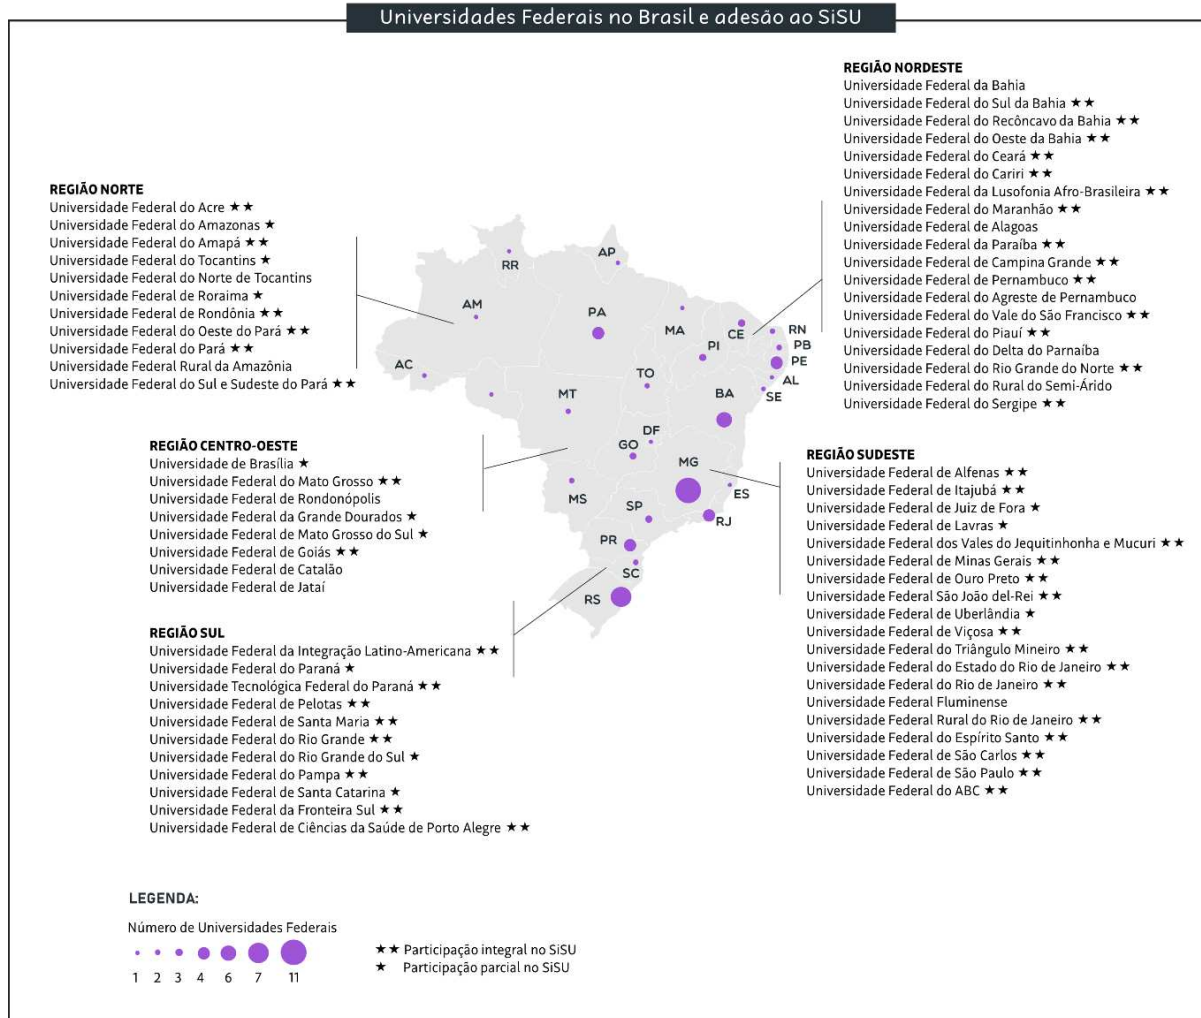 Universidades Federais no Brasil e adesão ao SiSU
REGIÃO NORTE
Universidade Federal do Acre ★★
Universidade Federal do Amazonas ★
Universidade Federal do Amapá ★★
Universidade Federal do Tocantins ★
Universidade Federal do Norte de Tocantins
Universidade Federal de Roraima ★
Universidade Federal de Rondônia ★★
Universidade Federal do Oeste do Pará ★★
Universidade Federal do Pará ★★
Universidade Federal Rural da Amazônia
Universidade Federal do Sul e Sudeste do Pará ★★
REGIÃO NORDESTE
Universidade Federal da Bahia
Universidade Federal do Sul da Bahia ★★
Universidade Federal do Recôncavo da Bahia ★★
Universidade Federal do Oeste da Bahia ★★
Universidade Federal do Ceará ★★
Universidade Federal do Cariri ★★
Universidade Federal da Lusofonia Afro-Brasileira ★★
Universidade Federal do Maranhão ★★
Universidade Federal de Alagoas
Universidade Federal da Paraíba ★★
Universidade Federal de Campina Grande ★★
Universidade Federal de Pernambuco ★★
Universidade Federal do Agreste de Pernambuco
Universidade Federal do Vale do São Francisco ★★
Universidade Federal do Piauí ★★
Universidade Federal do Delta do Parnaíba
Universidade Federal do Rio Grande do Norte ★★
Universidade Federal do Rural do Semi-Árido
Universidade Federal do Sergipe ★★
RR
AP
AM
PA
MA
CE
RN
PB
PE
PI
AL
SE
AC
TO
BA
MT
DF
GO
MG
ES
MS
SP
RJ
PR
SC
RS
REGIÃO CENTRO-OESTE
Universidade de Brasília ★
Universidade Federal do Mato Grosso ★★
Universidade Federal de Rondonópolis
Universidade Federal da Grande Dourados ★
Universidade Federal de Mato Grosso do Sul ★
Universidade Federal de Goiás ★★
Universidade Federal de Catalão
Universidade Federal de Jataí
REGIÃO SUDESTE
Universidade Federal de Alfenas ★★
Universidade Federal de Itajubá ★★
Universidade Federal de Juiz de Fora ★
Universidade Federal de Lavras ★
Universidade Federal dos Vales do Jequitinhonha e Mucuri ★★
Universidade Federal de Minas Gerais ★★
Universidade Federal de Ouro Preto ★★
Universidade Federal São João del-Rei ★★
Universidade Federal de Uberlândia ★
Universidade Federal de Viçosa ★★
Universidade Federal do Triângulo Mineiro ★★
Universidade Federal do Estado do Rio de Janeiro ★★
Universidade Federal do Rio de Janeiro ★★
Universidade Federal Fluminense
Universidade Federal Rural do Rio de Janeiro ★★
Universidade Federal do Espírito Santo ★★
Universidade Federal de São Carlos ★★
Universidade Federal de São Paulo ★★
Universidade Federal do ABC ★★
REGIÃO SUL
Universidade Federal da Integração Latino-Americana ★★
Universidade Federal do Paraná ★
Universidade Tecnológica Federal do Paraná ★★
Universidade Federal de Pelotas ★★
Universidade Federal de Santa Maria ★★
Universidade Federal do Rio Grande ★★
Universidade Federal do Rio Grande do Sul ★
Universidade Federal do Pampa ★★
Universidade Federal de Santa Catarina ★
Universidade Federal da Fronteira Sul ★★
Universidade Federal de Ciências da Saúde de Porto Alegre ★★
LEGENDA:
Número de Universidades Federais
1 2 3 4 6 7 11
★★ Participação integral no SiSU
★ Participação parcial no SiSU